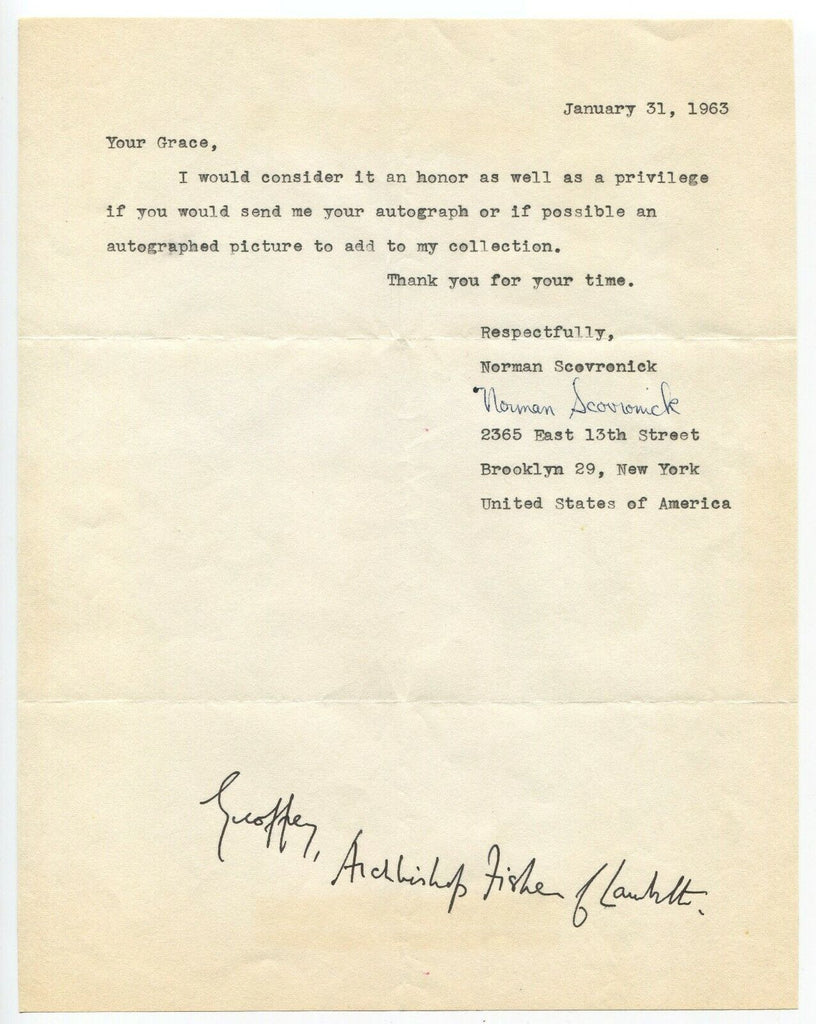 January 31, 1963
Your Grace,
I would consider it an honor as well as a privilege
if you would send me your autograph or if possible an
autographed picture to add to my collection.
Thank you for your time.
Respectfully,
Norman Scovronick
Norman Scovronick
2365 East 13th Street
Brooklyn 29, New York
United States of America
Geoffrey, Archbishop Fisher of Lambeth.